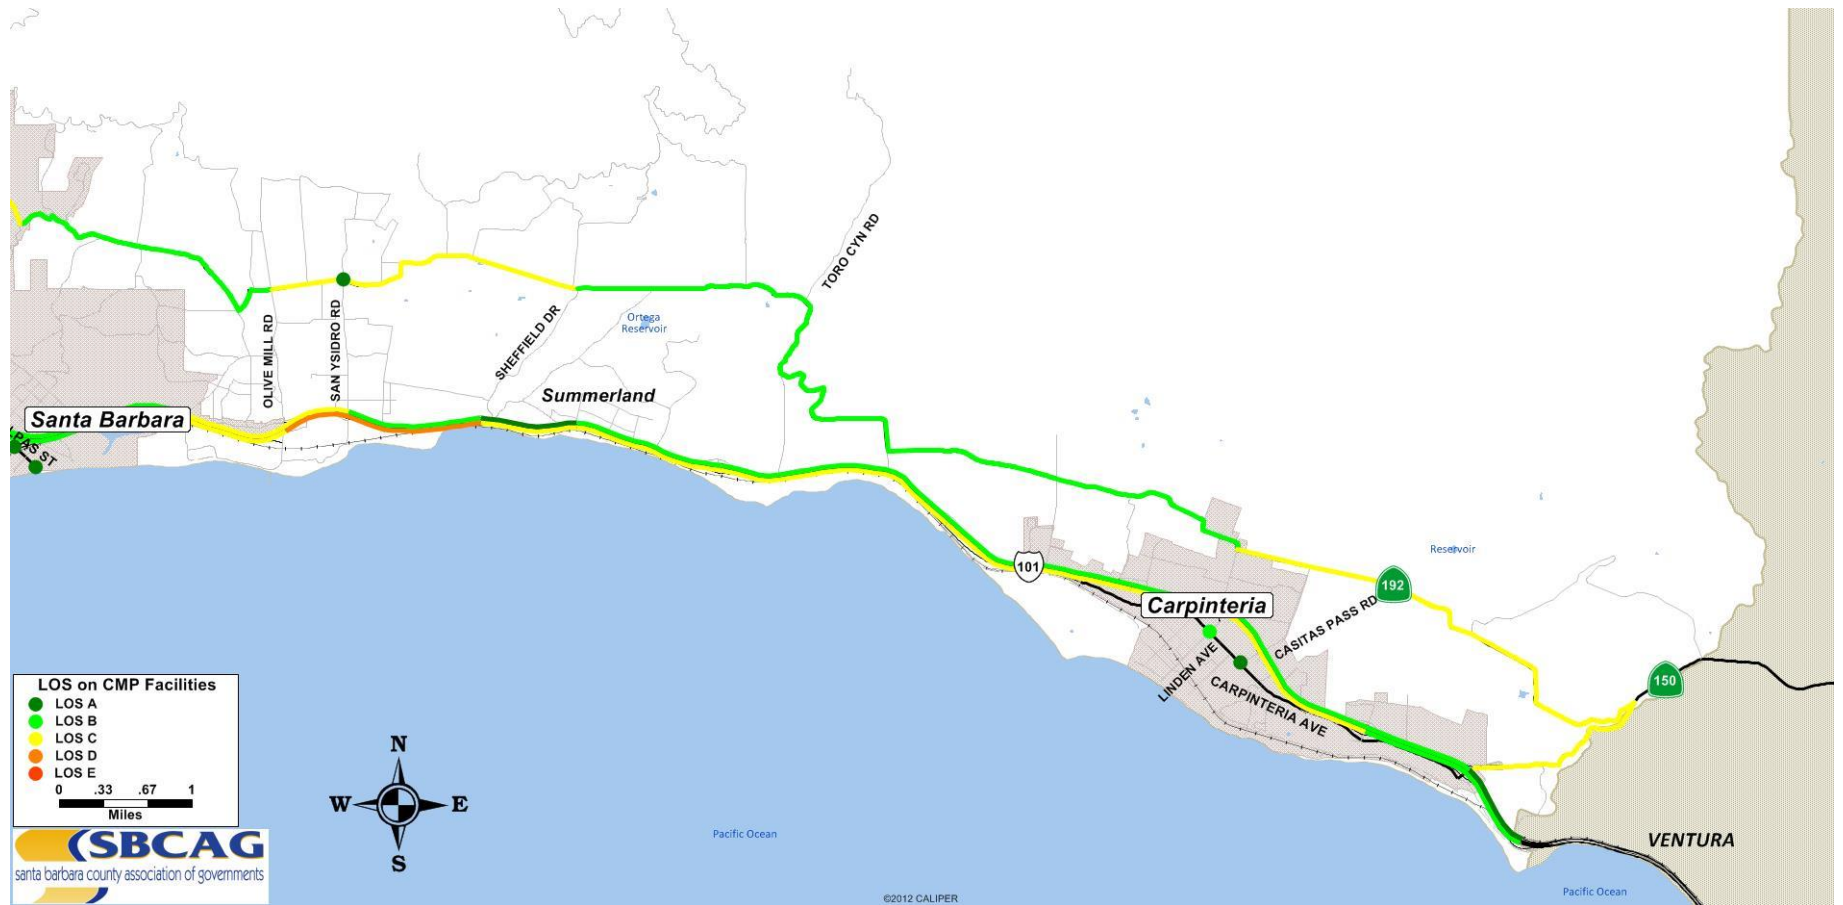 TORO CYN RD
Ortega
Reservoir
OLIVE MILL RD
SAN YSIDRO RD
SHEFFIELD DR
Summerland
Santa Barbara
PAS ST
101
Reservoir
192
Carpinteria
CASITAS PASS RD
LINDEN AVE
CARPINTERIA AVE
150
LOS on CMP Facilities
LOS A
LOS B
LOS C
LOS D
LOS E
0 .33 .67 1
Miles
N
W E
S
SBCAG
santa barbara county association of governments
Pacific Ocean
VENTURA
Pacific Ocean
©2012 CALIPER